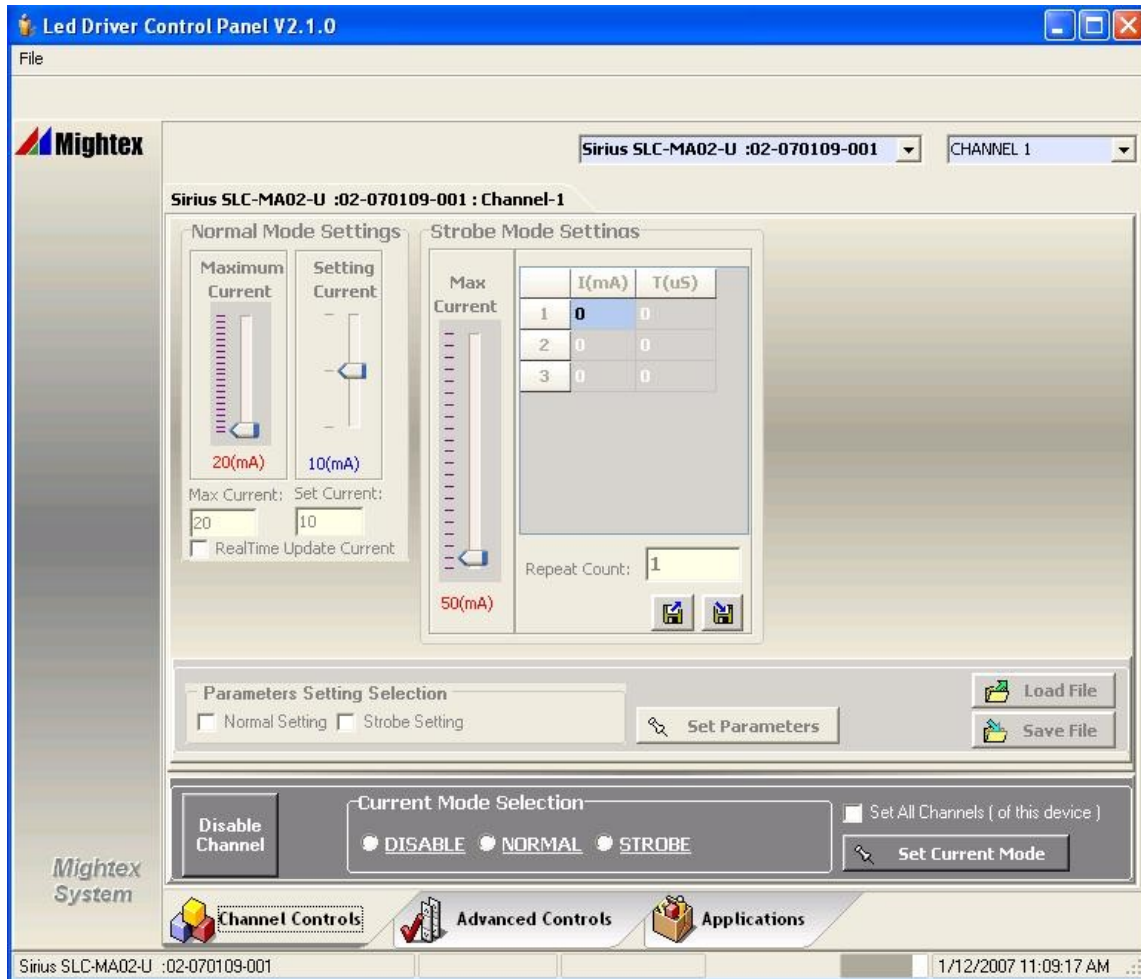 Led Driver Control Panel V2.1.0
File
Mightex
Sirius SLC-MA02-U :02-070109-001
CHANNEL 1
Sirius SLC-MA02-U :02-070109-001 : Channel-1
Normal Mode Settings
Maximum Current
Setting Current
20(mA)
10(mA)
Max Current:
Set Current:
20
10
RealTime Update Current
Strobe Mode Settings
Max Current
50(mA)
I(mA) T(uS)
1 0 0
2 0 0
3 0 0
Repeat Count: 1
Parameters Setting Selection
Normal Setting Strobe Setting
Set Parameters
Load File
Save File
Disable Channel
Current Mode Selection
DISABLE NORMAL STROBE
Set All Channels ( of this device )
Set Current Mode
Mightex System
Channel Controls
Advanced Controls
Applications
Sirius SLC-MA02-U :02-070109-001
1/12/2007 11:09:17 AM